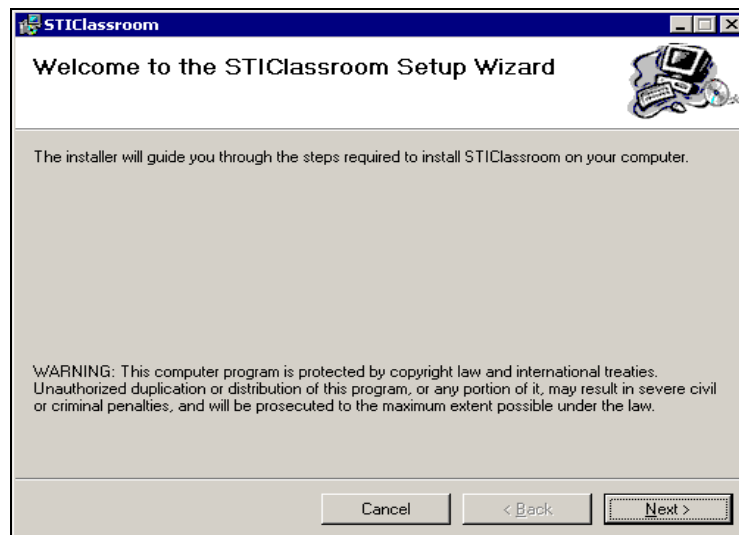 STIClassroom
Welcome to the STIClassroom Setup Wizard
The installer will guide you through the steps required to install STIClassroom on your computer.
WARNING: This computer program is protected by copyright law and international treaties.
Unauthorized duplication or distribution of this program, or any portion of it, may result in severe civil
or criminal penalties, and will be prosecuted to the maximum extent possible under the law.
Cancel
< Back
Next >